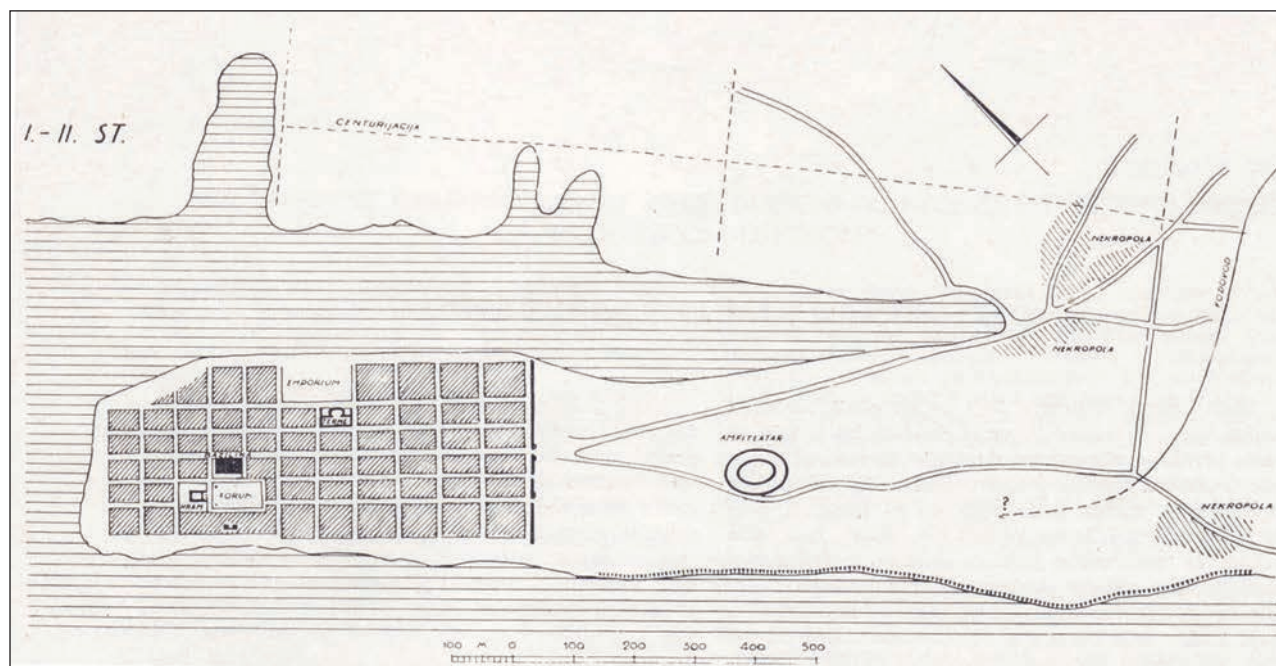 I.-II. ST.
CENTURIJACIJA
NEKROPOLA
VODOVOD
NEKROPOLA
EMPORIUM
TERME
AMFITEATAR
FORUM
HRAM
?
NEKROPOLA
100 M 0 100 200 300 400 500